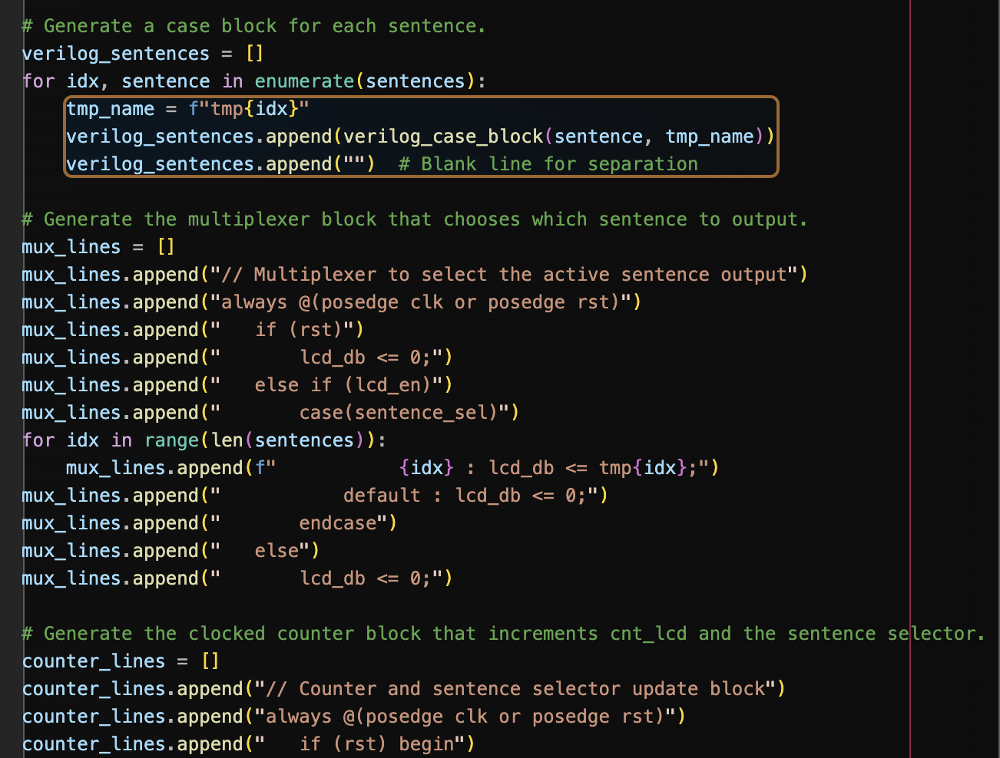 # Generate a case block for each sentence.
verilog_sentences = []
for idx, sentence in enumerate(sentences):
    tmp_name = f"tmp{idx}"
    verilog_sentences.append(verilog_case_block(sentence, tmp_name))
    verilog_sentences.append("")  # Blank line for separation

# Generate the multiplexer block that chooses which sentence to output.
mux_lines = []
mux_lines.append("// Multiplexer to select the active sentence output")
mux_lines.append("always @(posedge clk or posedge rst)")
mux_lines.append("   if (rst)")
mux_lines.append("       lcd_db <= 0;")
mux_lines.append("   else if (lcd_en)")
mux_lines.append("       case(sentence_sel)")
for idx in range(len(sentences)):
    mux_lines.append(f"           {idx} : lcd_db <= tmp{idx};")
mux_lines.append("           default : lcd_db <= 0;")
mux_lines.append("       endcase")
mux_lines.append("   else")
mux_lines.append("       lcd_db <= 0;")

# Generate the clocked counter block that increments cnt_lcd and the sentence selector.
counter_lines = []
counter_lines.append("// Counter and sentence selector update block")
counter_lines.append("always @(posedge clk or posedge rst)")
counter_lines.append("   if (rst) begin")